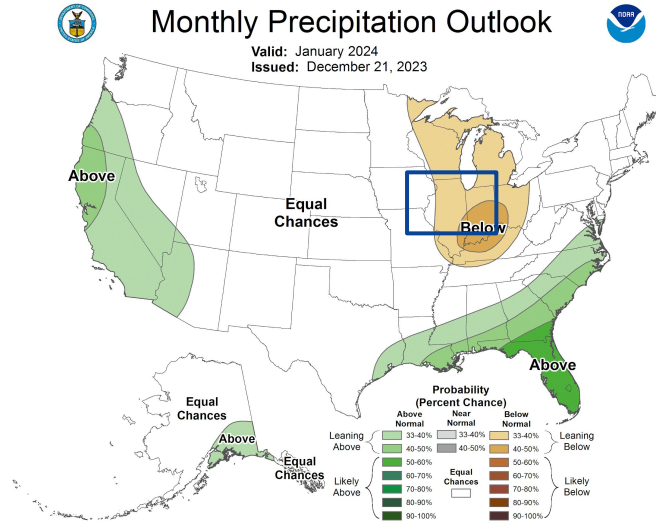 Monthly Precipitation Outlook
Valid: January 2024
Issued: December 21, 2023
NOAA
Above
Equal
Chances
Below
Above
Equal
Chances
Above
Equal
Chances
Probability
(Percent Chance)
Above
Normal
Near
Normal
Below
Normal
Leaning
Above
33-40%
33-40%
33-40%
Leaning
Below
40-50%
40-50%
40-50%
Likely
Above
50-60%
60-70%
70-80%
80-90%
90-100%
Equal
Chances
50-60%
60-70%
70-80%
80-90%
90-100%
Likely
Below